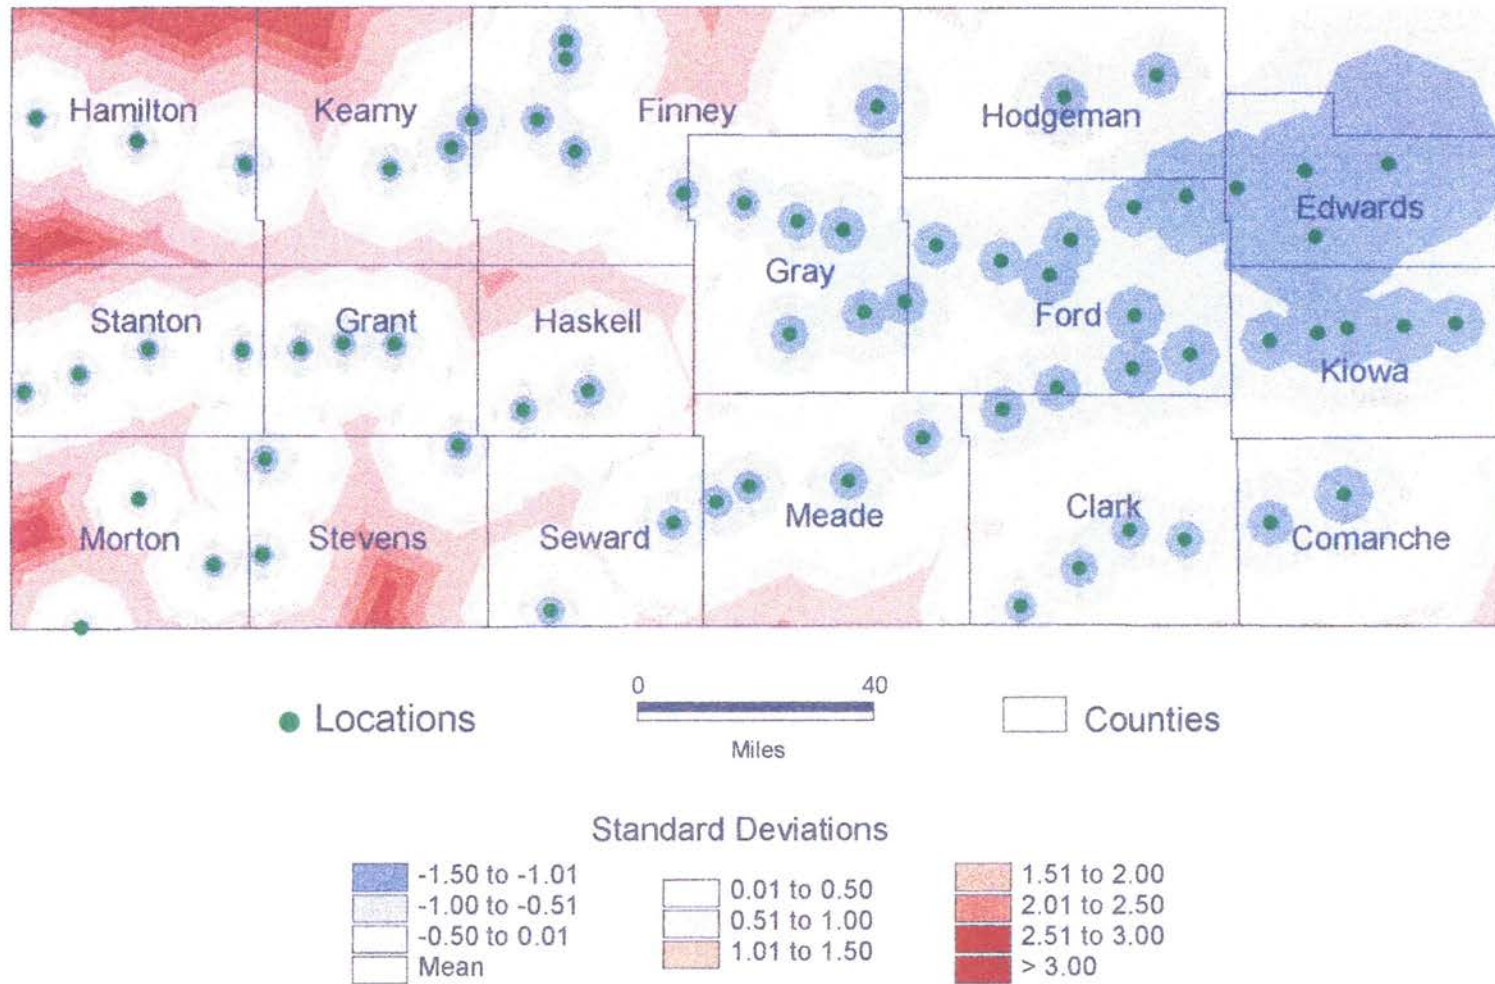 Hamilton
Kearny
Finney
Hodgeman
Edwards
Gray
Stanton
Grant
Haskell
Ford
Kiowa
Morton
Stevens
Seward
Meade
Clark
Comanche
0 40
Locations
Miles
Counties
Standard Deviations
-1.50 to -1.01
-1.00 to -0.51
-0.50 to 0.01
Mean
0.01 to 0.50
0.51 to 1.00
1.01 to 1.50
1.51 to 2.00
2.01 to 2.50
2.51 to 3.00
> 3.00